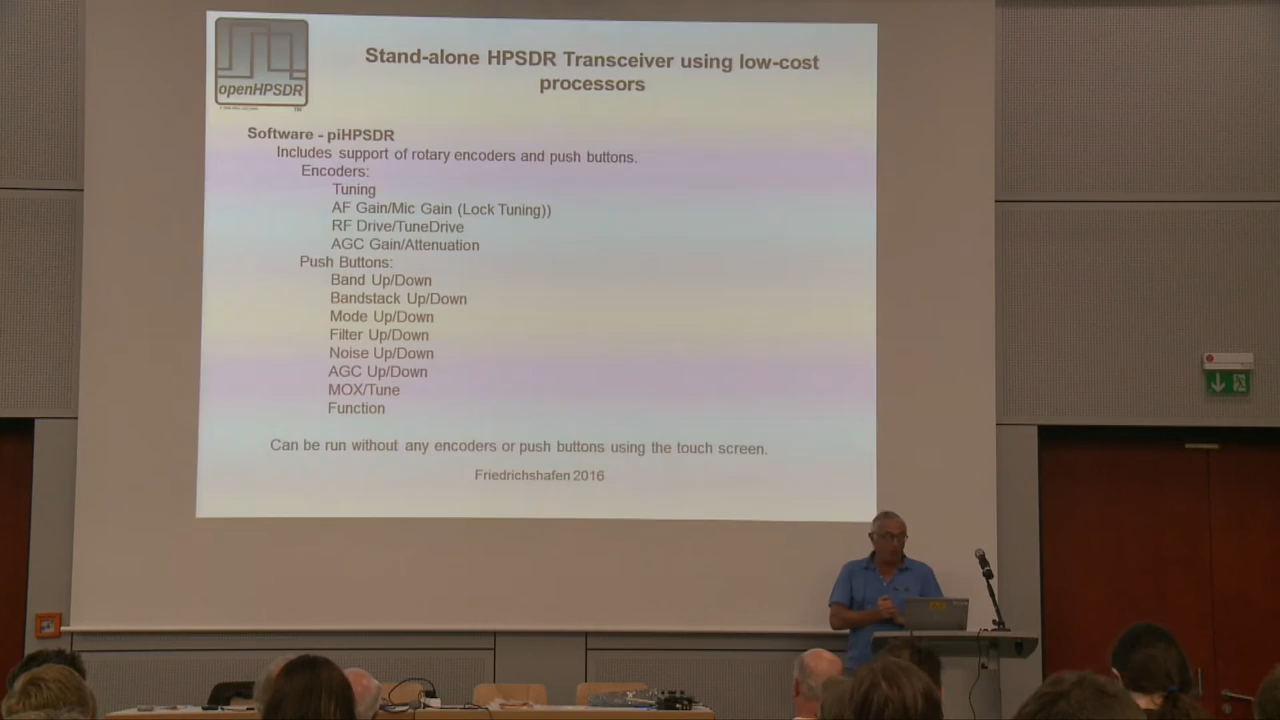 openHPSDR
TM
Stand-alone HPSDR Transceiver using low-cost
processors
Software - piHPSDR
Includes support of rotary encoders and push buttons.
Encoders:
Tuning
AF Gain/Mic Gain (Lock Tuning))
RF Drive/TuneDrive
AGC Gain/Attenuation
Push Buttons:
Band Up/Down
Bandstack Up/Down
Mode Up/Down
Filter Up/Down
Noise Up/Down
AGC Up/Down
MOX/Tune
Function
Can be run without any encoders or push buttons using the touch screen.
Friedrichshafen 2016